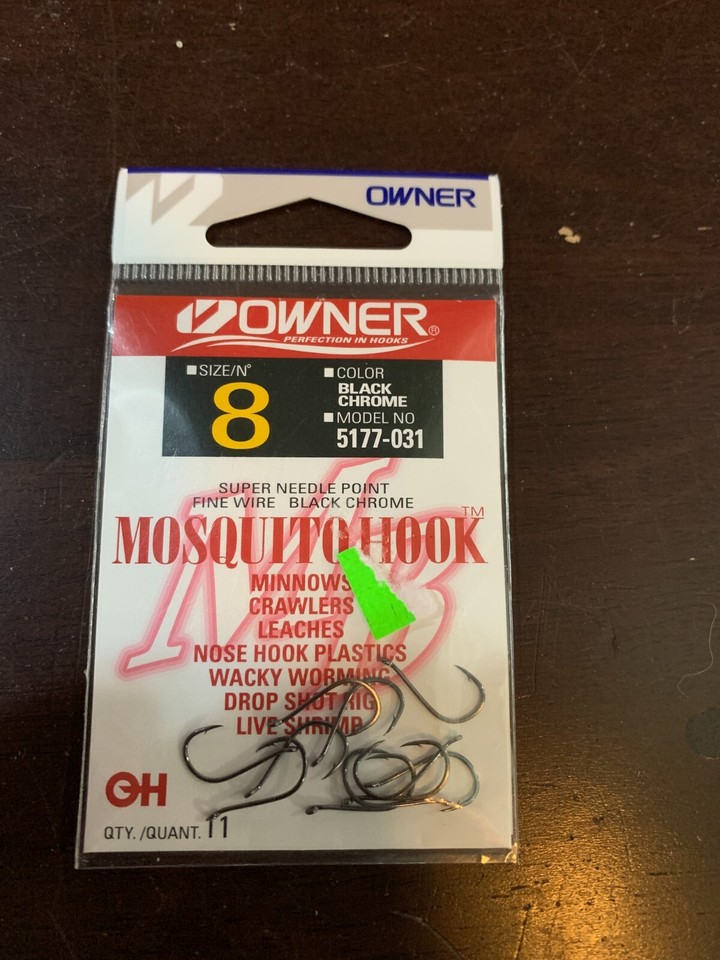 OWNER
OWNER®
PERFECTION IN HOOKS
■ SIZE/Nº
8
■ COLOR
BLACK
CHROME
■ MODEL NO
5177-031
SUPER NEEDLE POINT
FINE WIRE BLACK CHROME
MOSQUITO HOOK™
MINNOWS
CRAWLERS
LEACHES
NOSE HOOK PLASTICS
WACKY WORMING
DROP SHOT RIG
LIVE SHRIMP
OH
QTY./QUANT. 11